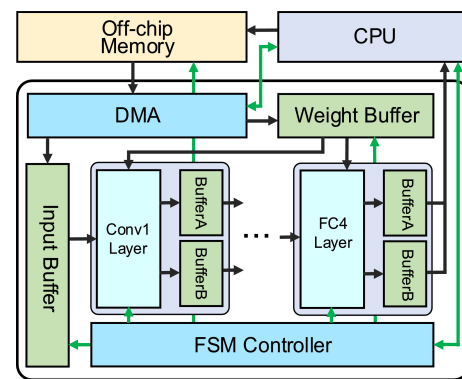 Off-chip
Memory
CPU
DMA
Weight Buffer
Input Buffer
Conv1
Layer
BufferA
BufferB
...
FC4
Layer
BufferA
BufferB
FSM Controller